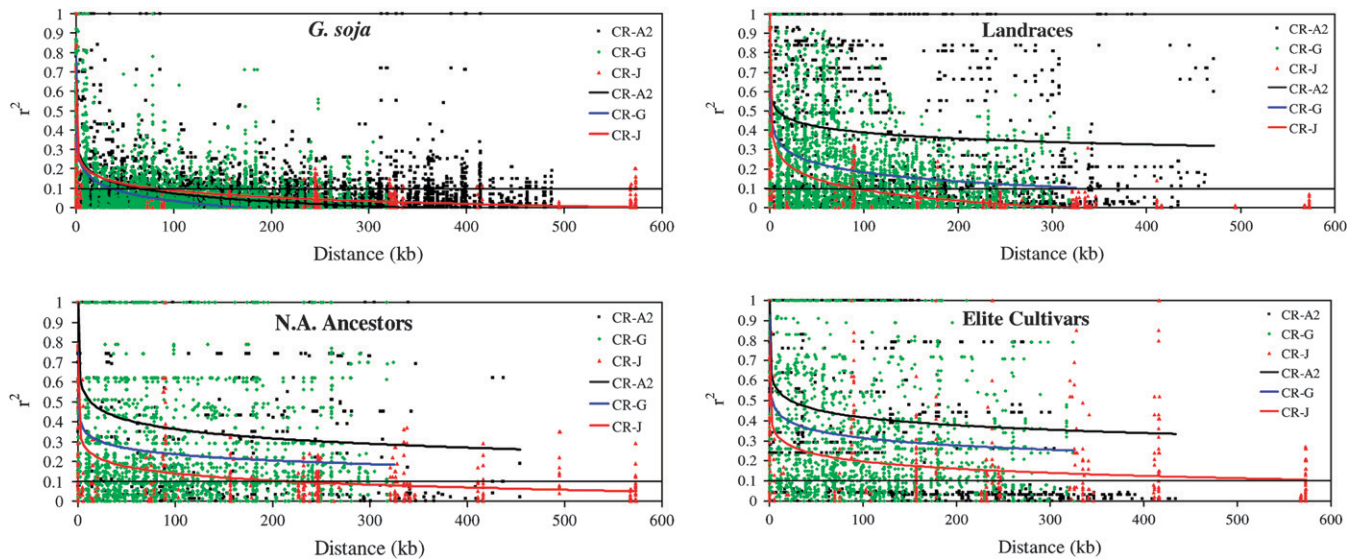 G. soja
r²
1
0.9
0.8
0.7
0.6
0.5
0.4
0.3
0.2
0.1
0
0 100 200 300 400 500 600
Distance (kb)
CR-A2
CR-G
CR-J
CR-A2
CR-G
CR-J
Landraces
r²
1
0.9
0.8
0.7
0.6
0.5
0.4
0.3
0.2
0.1
0
0 100 200 300 400 500 600
Distance (kb)
CR-A2
CR-G
CR-J
CR-A2
CR-G
CR-J
N.A. Ancestors
r²
1
0.9
0.8
0.7
0.6
0.5
0.4
0.3
0.2
0.1
0
0 100 200 300 400 500 600
Distance (kb)
CR-A2
CR-G
CR-J
CR-A2
CR-G
CR-J
Elite Cultivars
r²
1
0.9
0.8
0.7
0.6
0.5
0.4
0.3
0.2
0.1
0
0 100 200 300 400 500 600
Distance (kb)
CR-A2
CR-G
CR-J
CR-A2
CR-G
CR-J